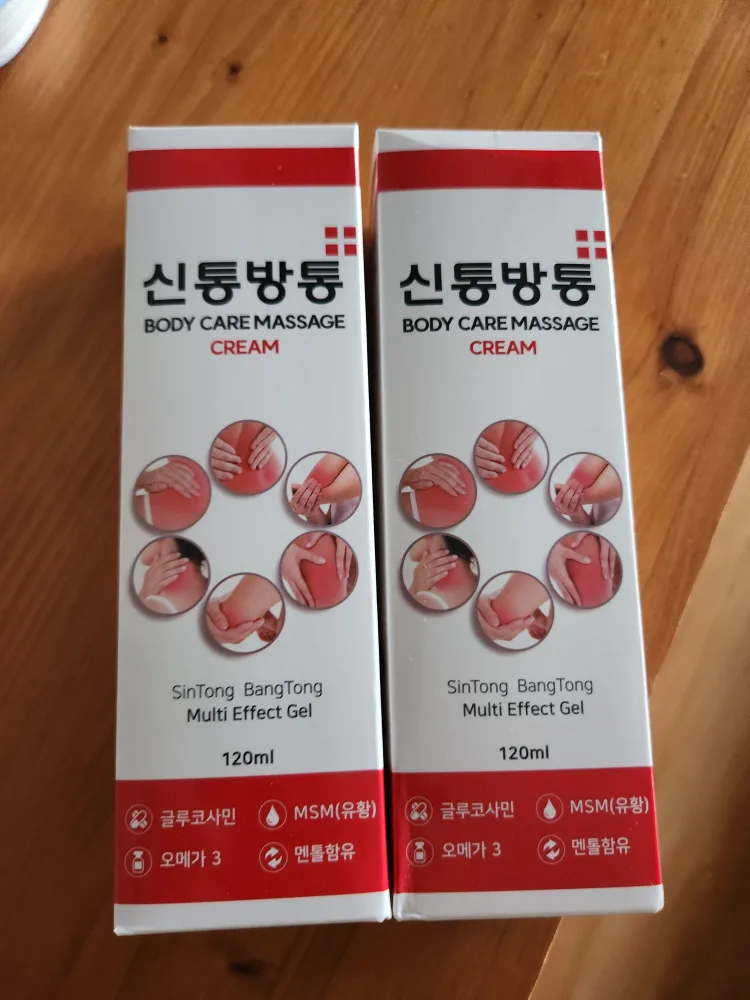 신통방통
BODY CARE MASSAGE
CREAM
SinTong BangTong
Multi Effect Gel
120ml
글루코사민
MSM(유황)
오메가 3
멘톨함유
신통방통
BODY CARE MASSAGE
CREAM
SinTong BangTong
Multi Effect Gel
120ml
글루코사민
MSM(유황)
오메가 3
멘톨함유